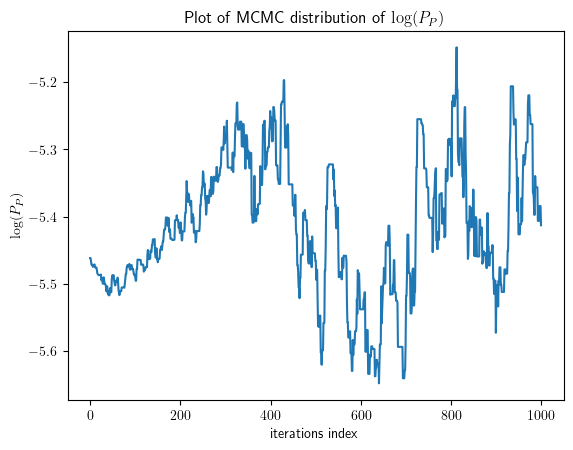 Plot of MCMC distribution of log(P_P)
log(P_P)
−5.2
−5.3
−5.4
−5.5
−5.6
0 200 400 600 800 1000
iterations index